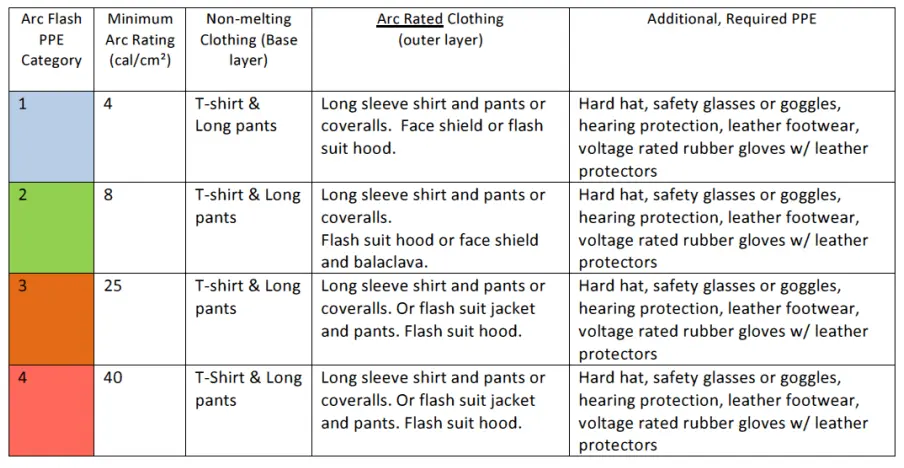 Arc Flash PPE Category
Minimum Arc Rating (cal/cm²)
Non-melting Clothing (Base layer)
Arc Rated Clothing (outer layer)
Additional, Required PPE
1
4
T-shirt &
Long pants
Long sleeve shirt and pants or
coveralls.  Face shield or flash
suit hood.
Hard hat, safety glasses or goggles,
hearing protection, leather footwear,
voltage rated rubber gloves w/ leather
protectors
2
8
T-shirt & Long
pants
Long sleeve shirt and pants or
coveralls.
Flash suit hood or face shield
and balaclava.
Hard hat, safety glasses or goggles,
hearing protection, leather footwear,
voltage rated rubber gloves w/ leather
protectors
3
25
T-shirt & Long
pants
Long sleeve shirt and pants or
coveralls. Or flash suit jacket
and pants. Flash suit hood.
Hard hat, safety glasses or goggles,
hearing protection, leather footwear,
voltage rated rubber gloves w/ leather
protectors
4
40
T-Shirt & Long
pants
Long sleeve shirt and pants or
coveralls. Or flash suit jacket
and pants. Flash suit hood.
Hard hat, safety glasses or goggles,
hearing protection, leather footwear,
voltage rated rubber gloves w/ leather
protectors